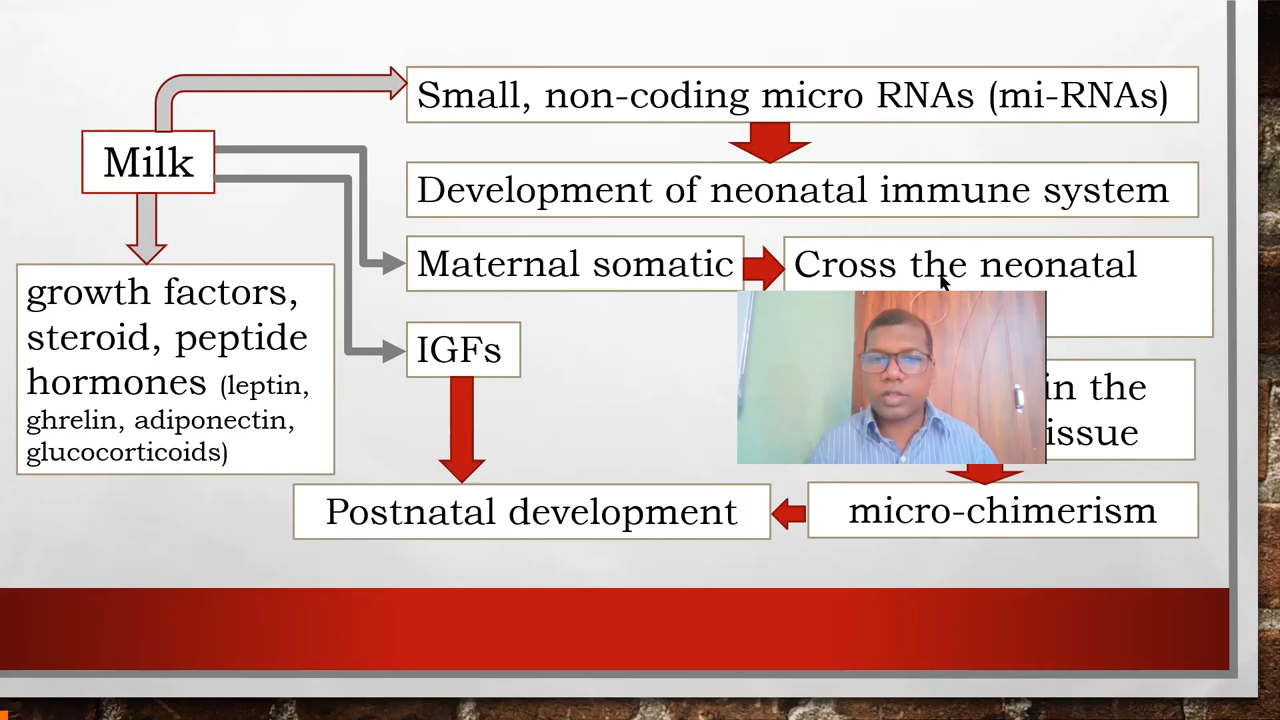 Small, non-coding micro RNAs (mi-RNAs)
Milk
Development of neonatal immune system
Maternal somatic
Cross the neonatal
growth factors,
steroid, peptide
hormones (leptin,
ghrelin, adiponectin,
glucocorticoids)
IGFs
in the
issue
Postnatal development
micro-chimerism